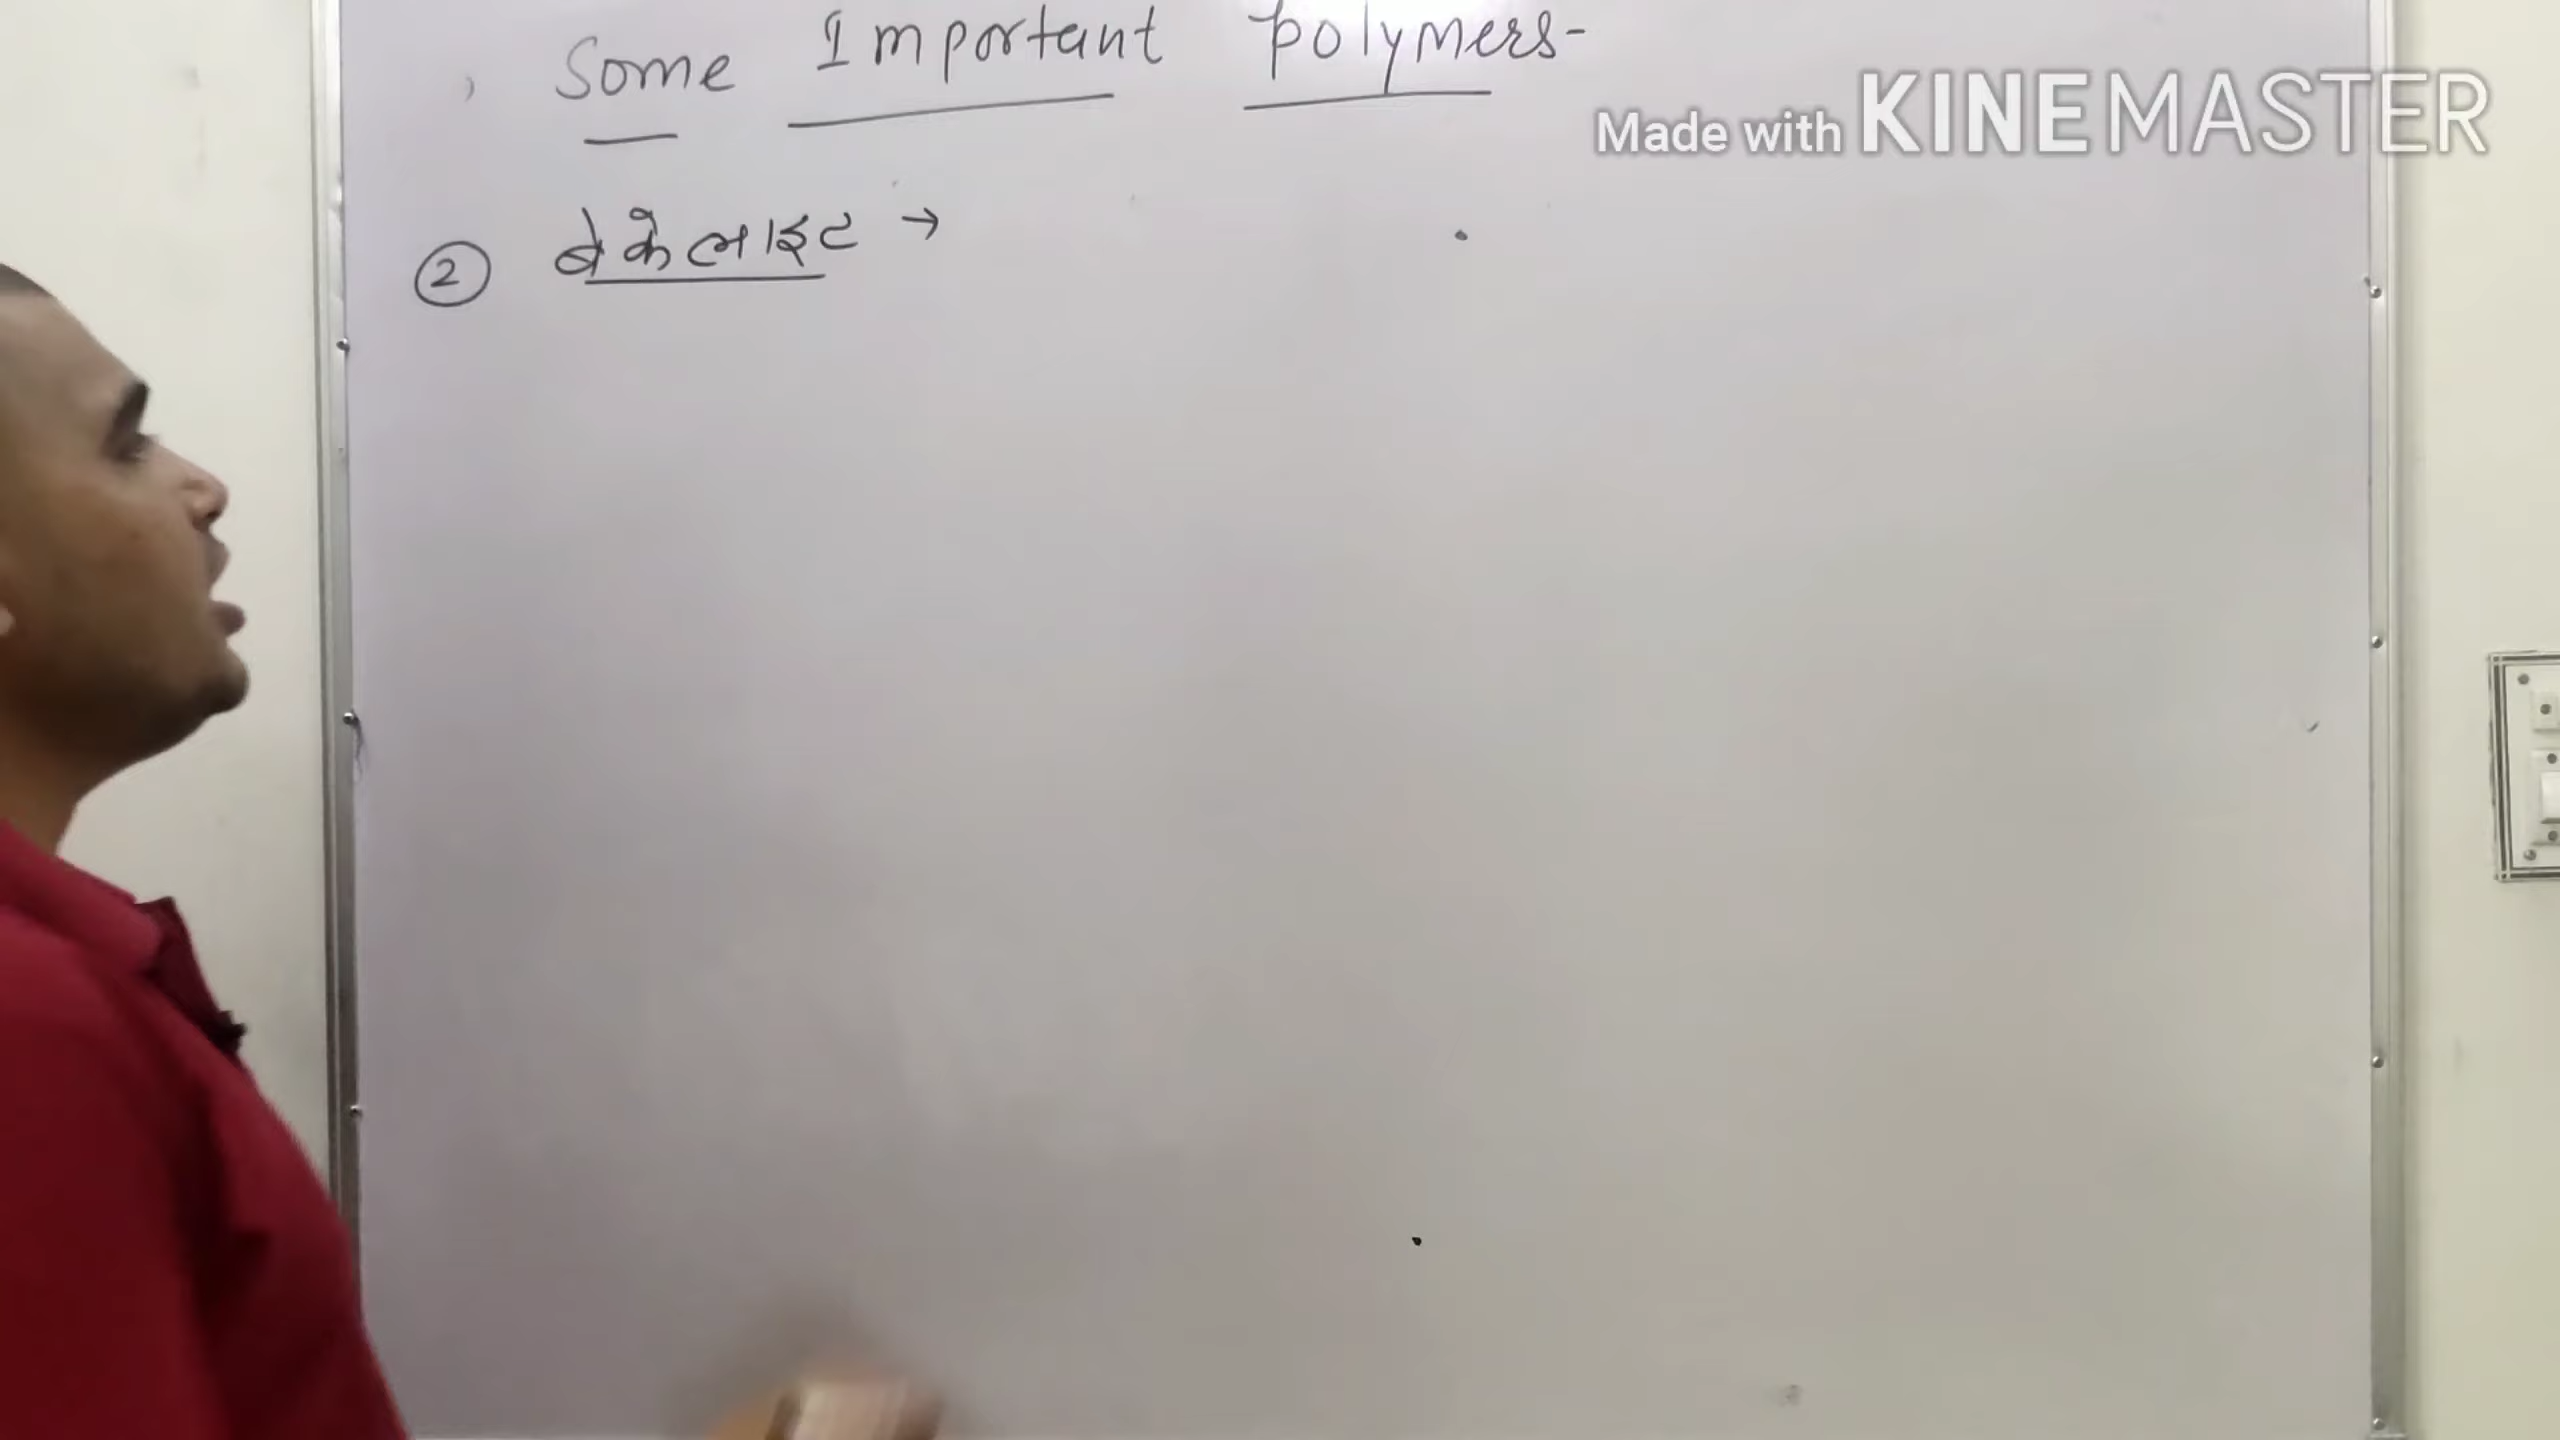 Some Important polymers-
Made with KINEMASTER
② बेकेलाइट →